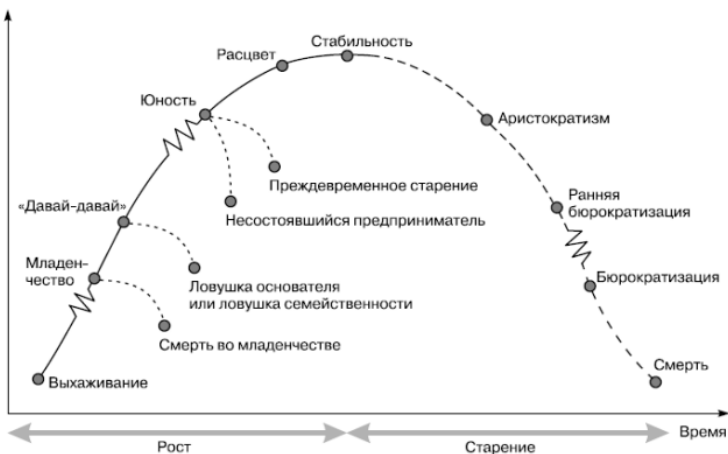 Стабильность
Расцвет
Юность
Аристократизм
Преждевременное старение
Несостоявшийся предприниматель
Ранняя
бюрократизация
«Давай-давай»
Младен-
чество
Ловушка основателя
или ловушка семейственности
Бюрократизация
Смерть во младенчестве
Смерть
Выхаживание
Время
Рост
Старение